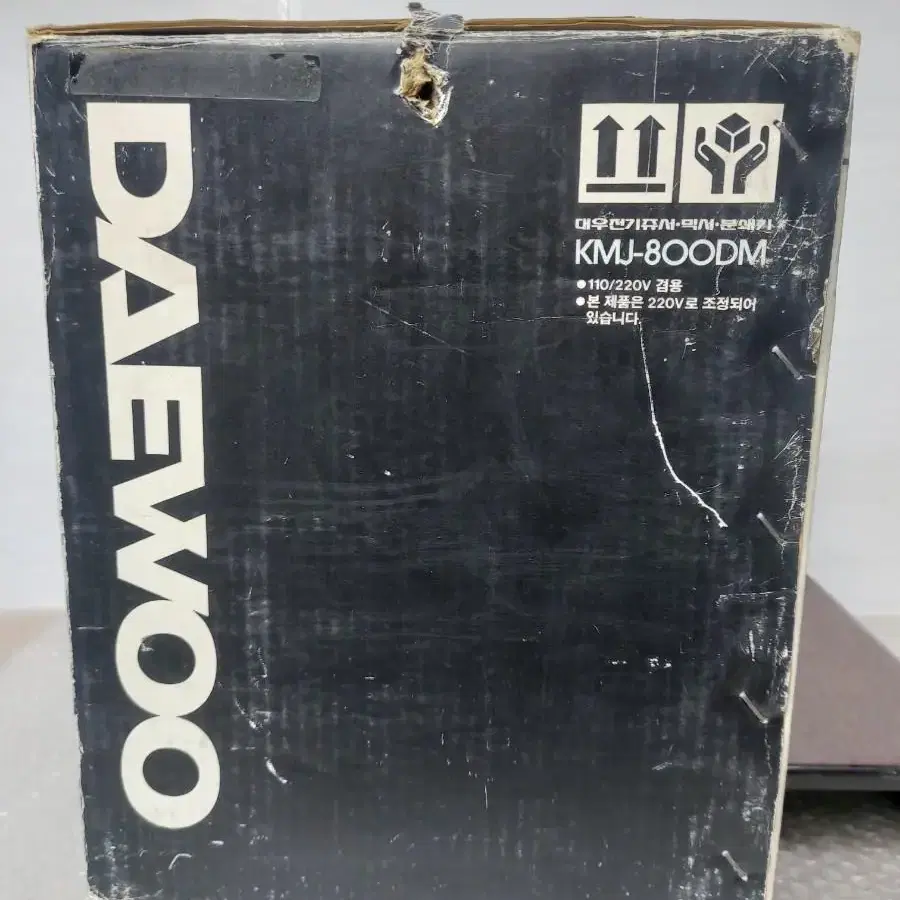 DAEWOO
대우전기쥬서·믹서·분쇄기
KMJ-800DM
●110/220V 겸용
●본 제품은 220V로 조정되어
있습니다.